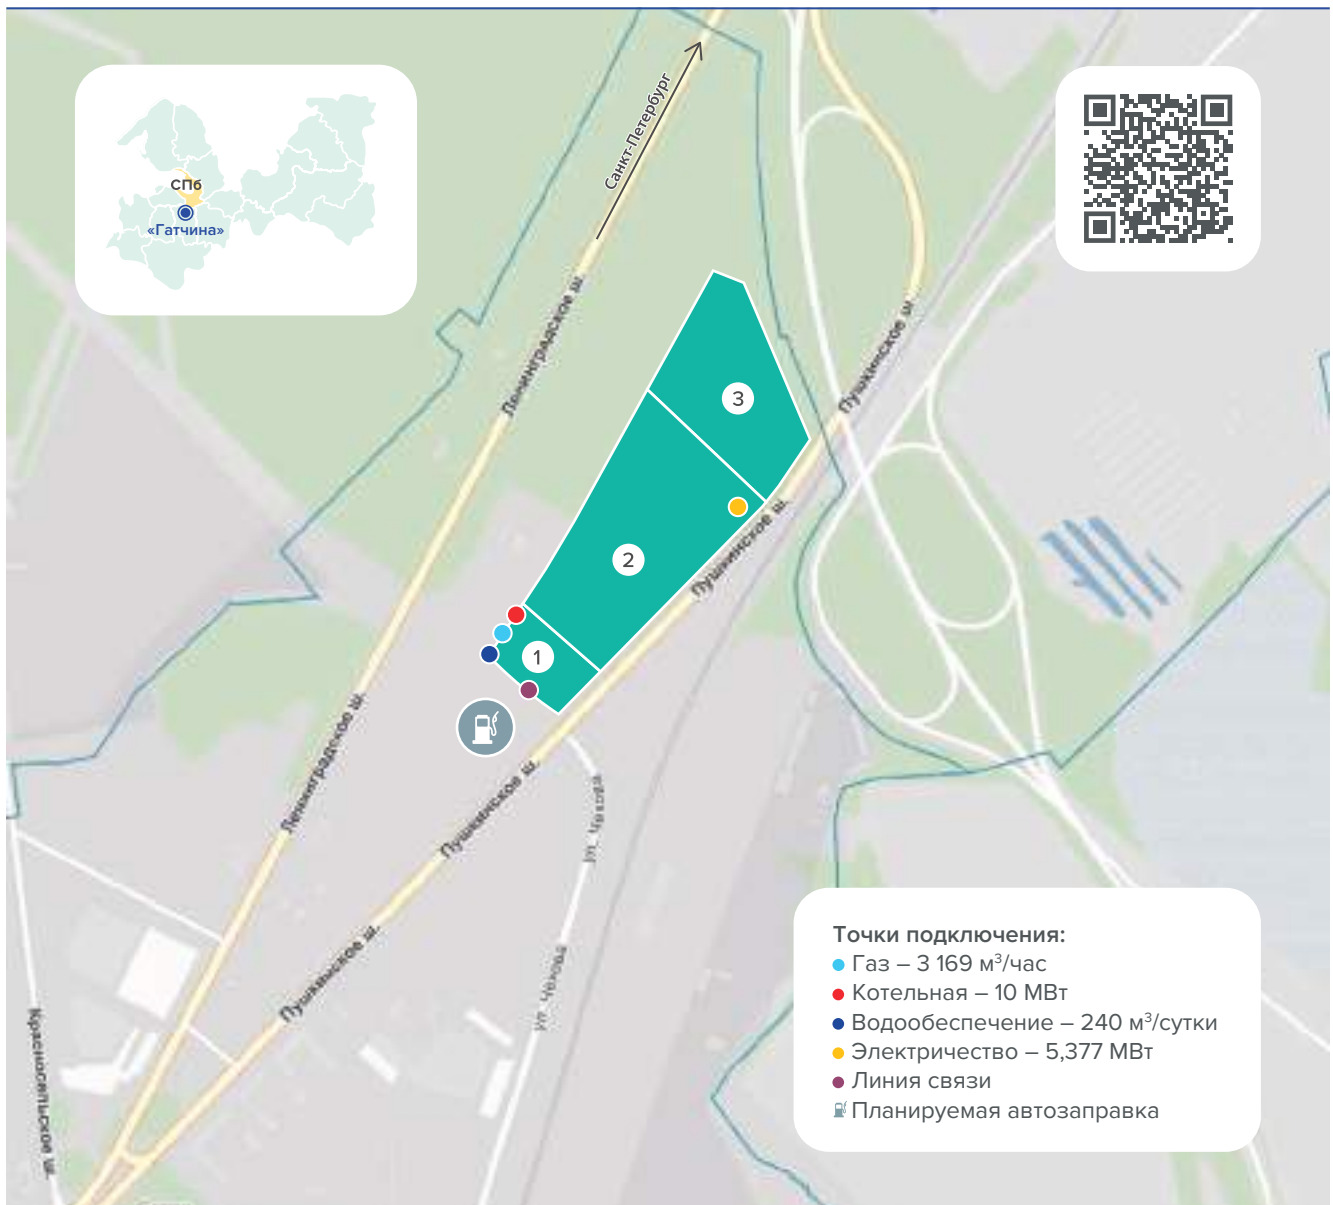 Санкт-Петербург
СПб
«Гатчина»
Ленинградское ш.
Пушкинское ш.
3
2
Пушкинское ш.
1
Ленинградское ш.
Пушкинское ш.
ул. Чехова
Пушкинское ш.
ул. Чехова
Красносельское ш.
Точки подключения:
Газ – 3 169 м³/час
Котельная – 10 МВт
Водообеспечение – 240 м³/сутки
Электричество – 5,377 МВт
Линия связи
Планируемая автозаправка